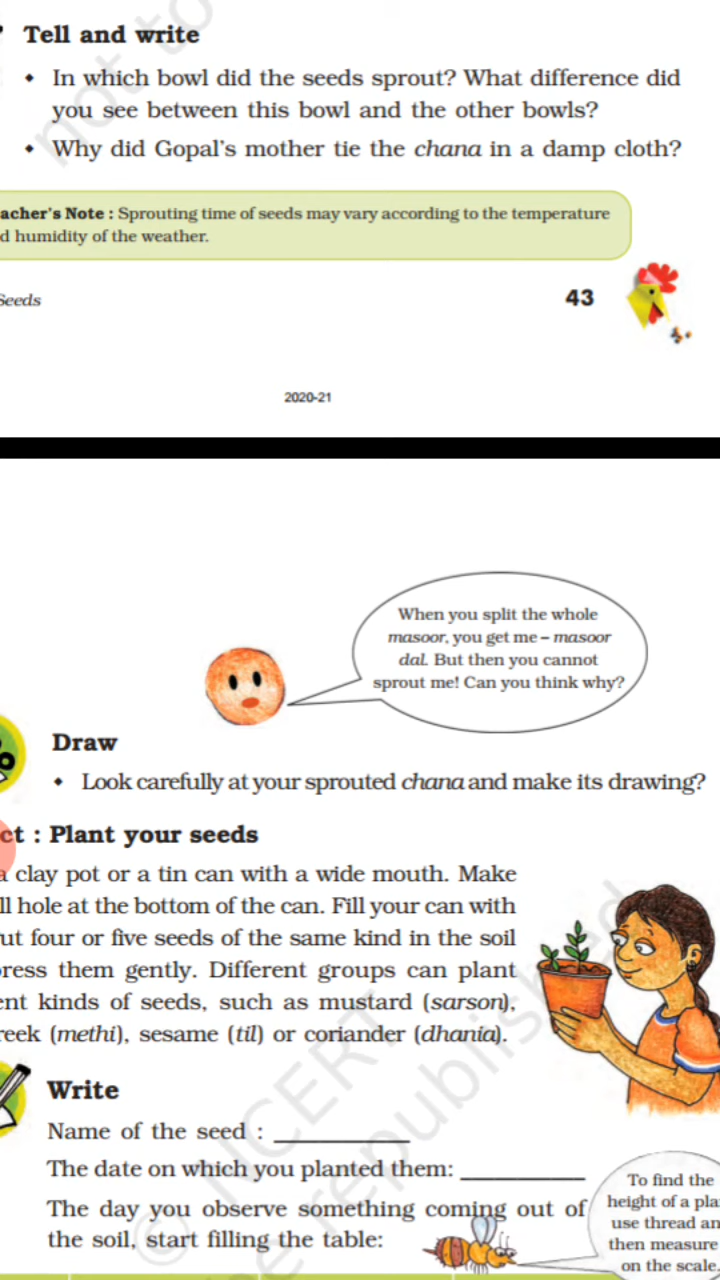 Tell and write
• In which bowl did the seeds sprout? What difference did
you see between this bowl and the other bowls?
• Why did Gopal's mother tie the chana in a damp cloth?
acher's Note : Sprouting time of seeds may vary according to the temperature
d humidity of the weather.
Seeds
43
2020-21
When you split the whole
masoor, you get me – masoor
dal. But then you cannot
sprout me! Can you think why?
Draw
• Look carefully at your sprouted chana and make its drawing?
ct : Plant your seeds
a clay pot or a tin can with a wide mouth. Make
ll hole at the bottom of the can. Fill your can with
ut four or five seeds of the same kind in the soil
press them gently. Different groups can plant
ent kinds of seeds, such as mustard (sarson),
reek (methi), sesame (til) or coriander (dhania).
Write
Name of the seed : ____________
The date on which you planted them: ___________
The day you observe something coming out of
the soil, start filling the table:
To find the
height of a pla
use thread an
then measure
on the scale.
not to
© NCERT
be republished